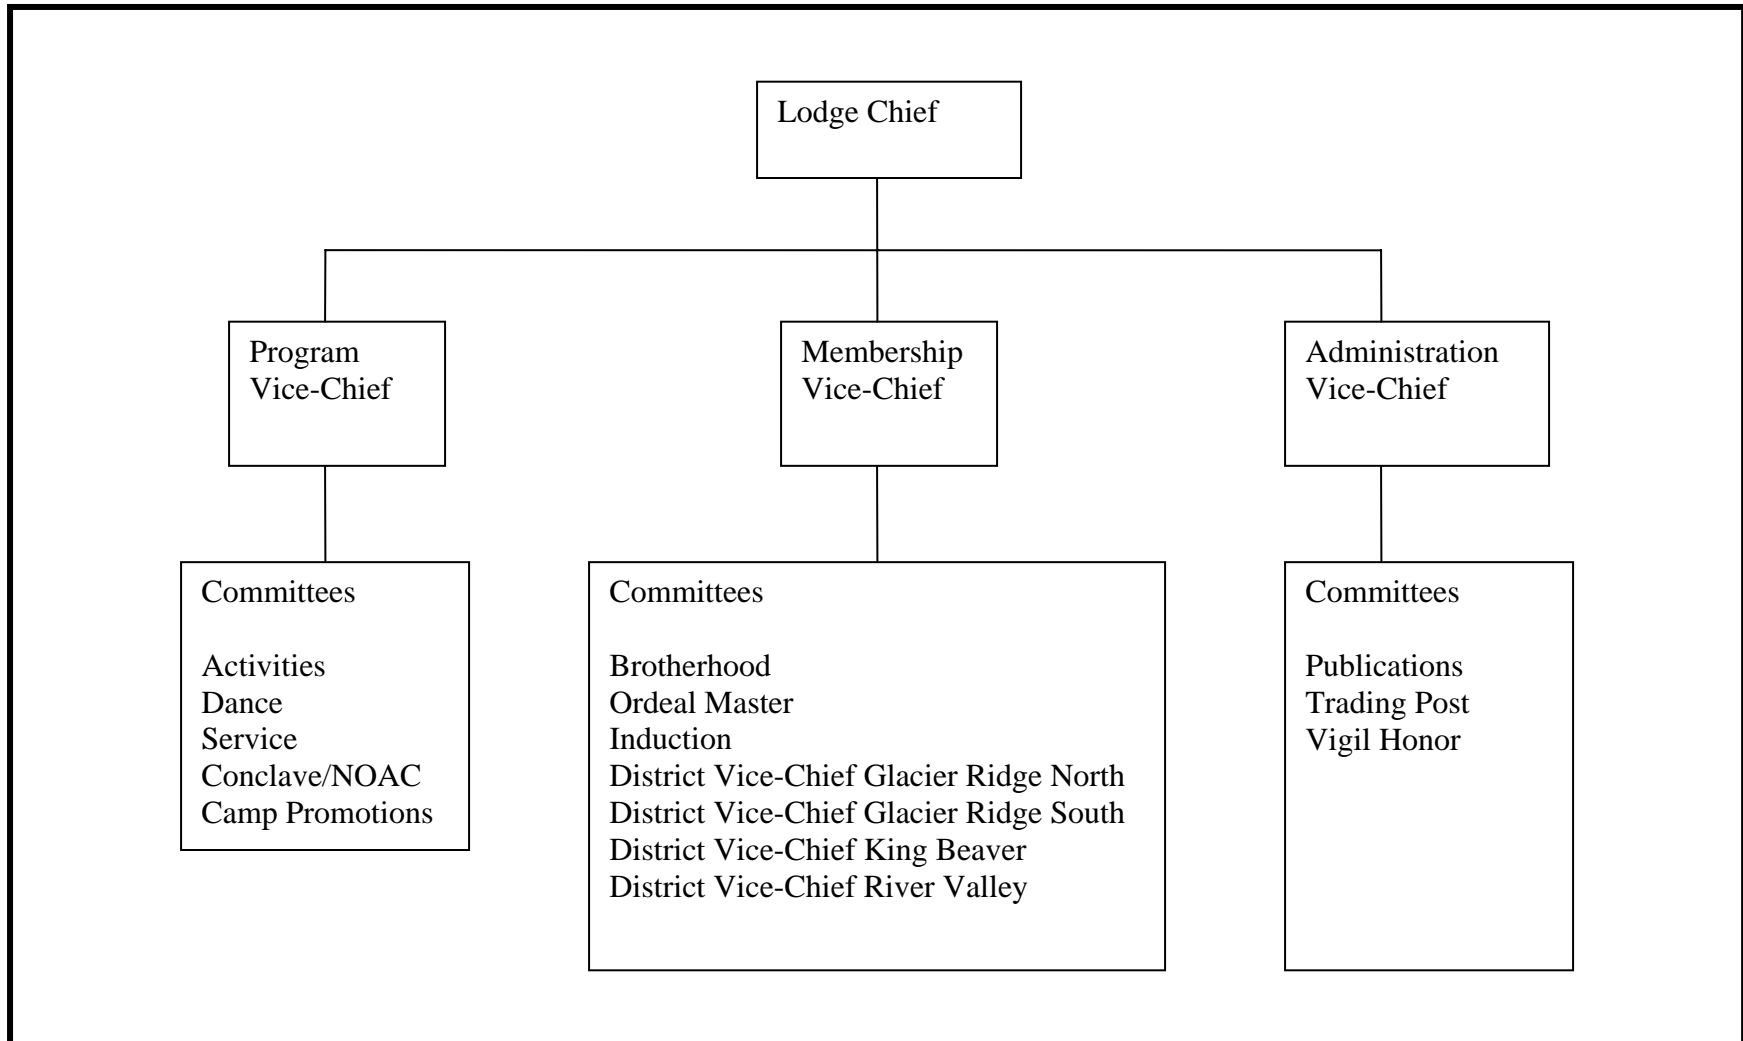 Lodge Chief
Program
Vice-Chief
Membership
Vice-Chief
Administration
Vice-Chief
Committees
Activities
Dance
Service
Conclave/NOAC
Camp Promotions
Committees
Brotherhood
Ordeal Master
Induction
District Vice-Chief Glacier Ridge North
District Vice-Chief Glacier Ridge South
District Vice-Chief King Beaver
District Vice-Chief River Valley
Committees
Publications
Trading Post
Vigil Honor